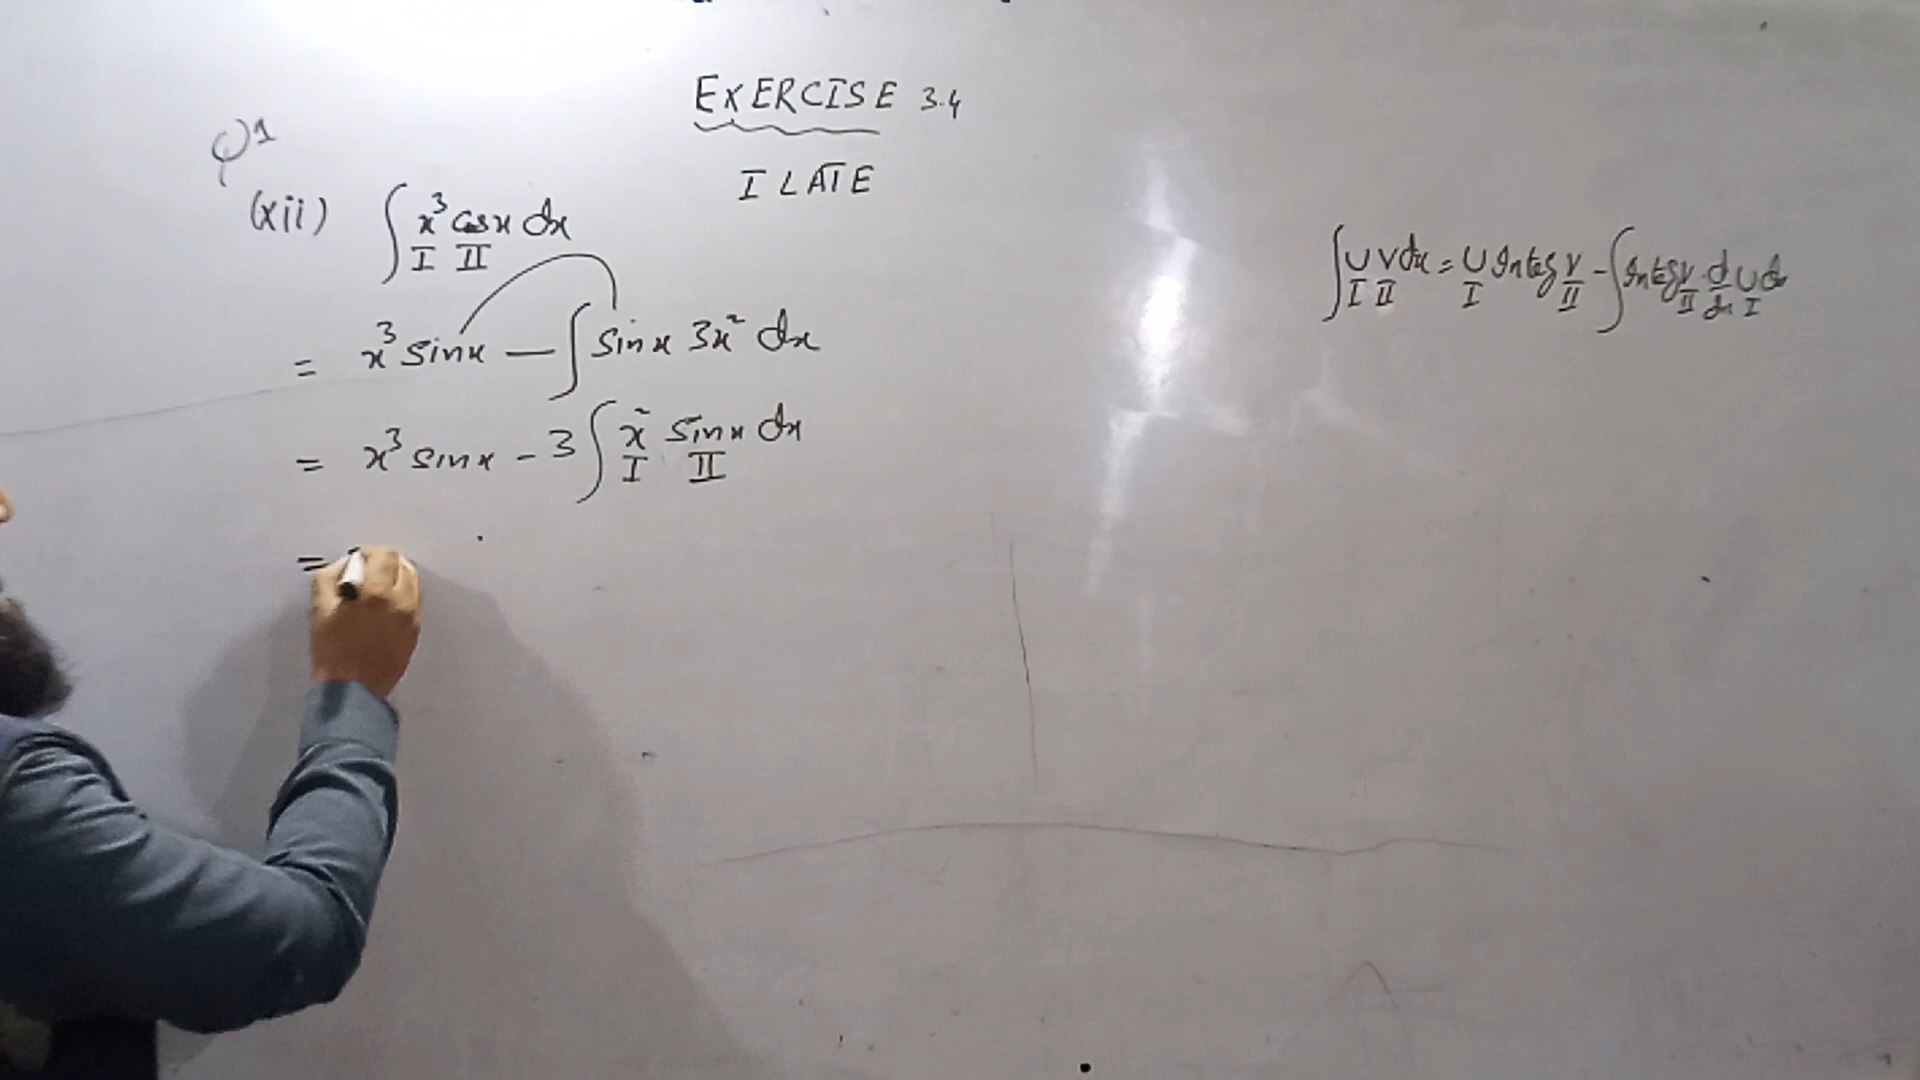 EXERCISE 3.4
Q1
I LATE
(xii) ∫ x³ cosx dx
I II
∫ U V dx = U Integ V - ∫ Integ V d/dx U dx
I II I II II I
= x³ sinx — ∫ sinx 3x² dx
= x³ sinx - 3 ∫ x² sinx dx
I II
=